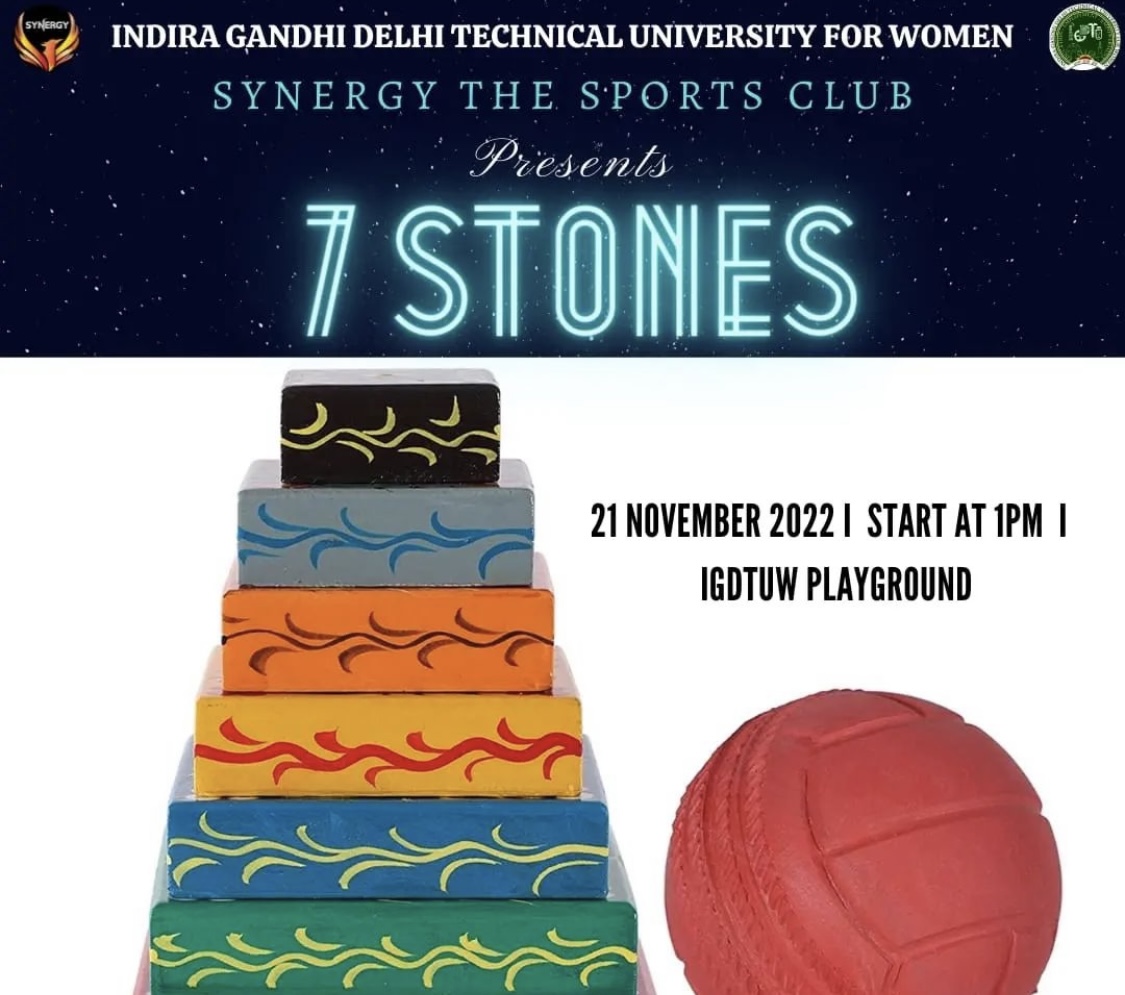 SYNERGY
INDIRA GANDHI DELHI TECHNICAL UNIVERSITY FOR WOMEN
SYNERGY THE SPORTS CLUB
Presents
7 STONES
21 NOVEMBER 2022 I START AT 1PM I
IGDTUW PLAYGROUND